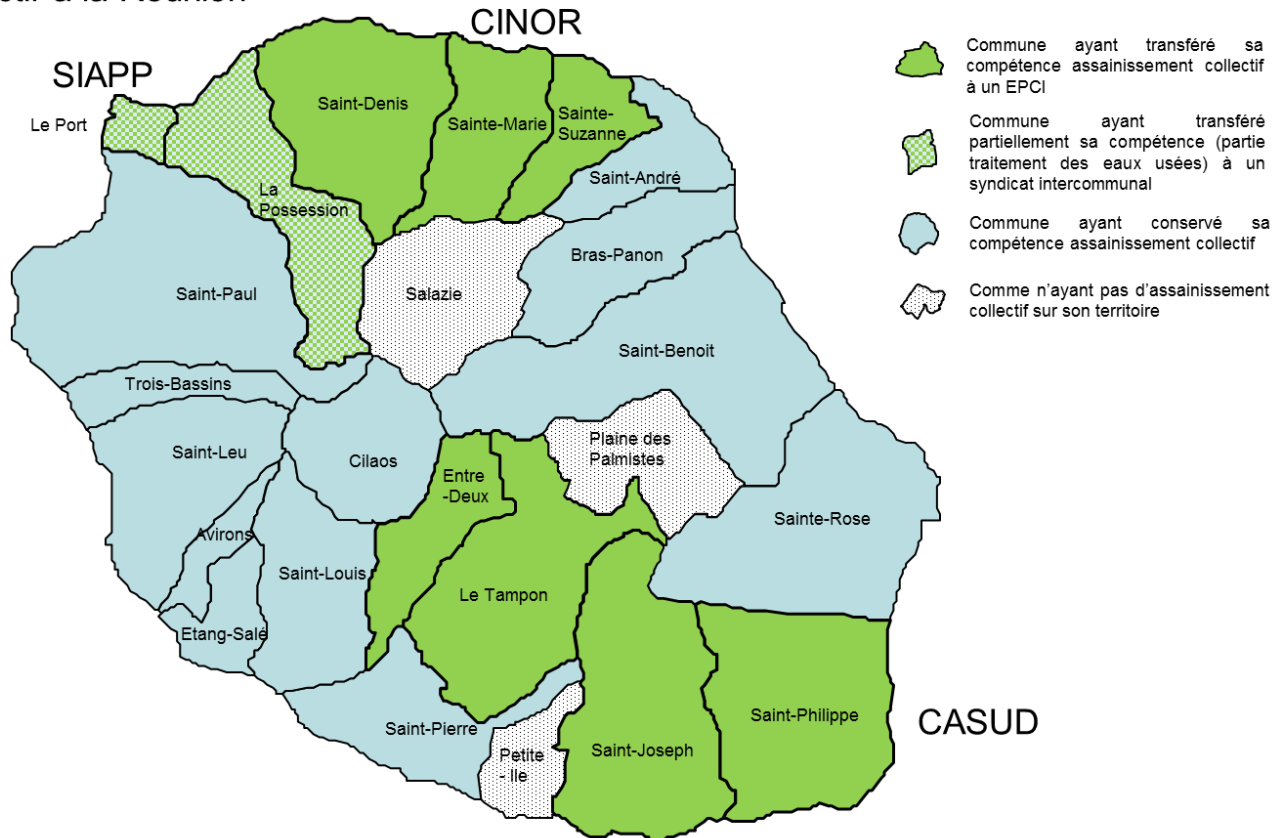 à la Réunion
CINOR
SIAPP
Le Port
Saint-Denis
Sainte-Marie
Sainte-
Suzanne
Saint-André
La
Possession
Bras-Panon
Saint-Paul
Salazie
Saint-Benoit
Trois-Bassins
Saint-Leu
Cilaos
Plaine des
Palmistes
Entre
-Deux
Sainte-Rose
Avirons
Saint-Louis
Le Tampon
Etang-Salé
Saint-Pierre
Petite
- Ile
Saint-Joseph
Saint-Philippe
CASUD
Commune ayant transféré sa
compétence assainissement collectif
à un EPCI
Commune ayant transféré
partiellement sa compétence (partie
traitement des eaux usées) à un
syndicat intercommunal
Commune ayant conservé sa
compétence assainissement collectif
Comme n'ayant pas d'assainissement
collectif sur son territoire